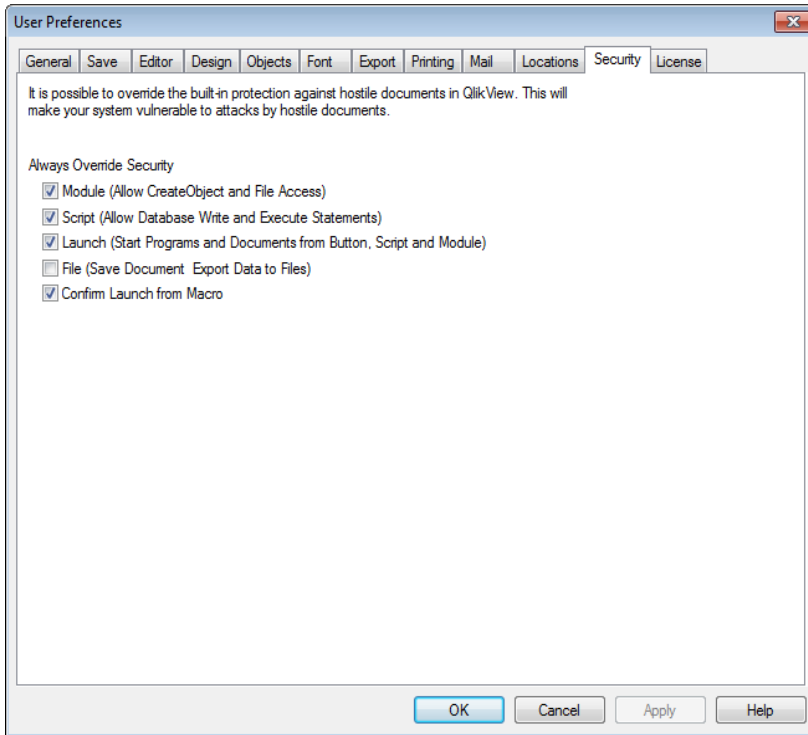 User Preferences
General Save Editor Design Objects Font Export Printing Mail Locations Security License
It is possible to override the built-in protection against hostile documents in QlikView. This will
make your system vulnerable to attacks by hostile documents.
Always Override Security
Module (Allow CreateObject and File Access)
Script (Allow Database Write and Execute Statements)
Launch (Start Programs and Documents from Button, Script and Module)
File (Save Document Export Data to Files)
Confirm Launch from Macro
OK Cancel Apply Help